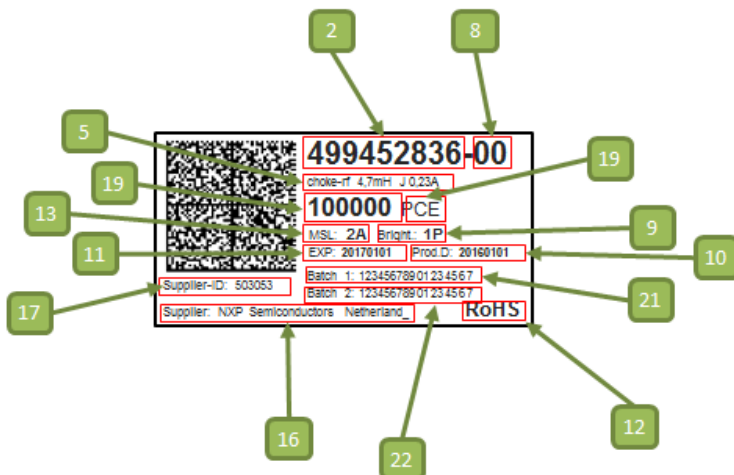 2
8
5
499452836-00
choke-rf 4,7mH J 0,23A
19
19
100000 PCE
13
MSL: 2A Bright.: 1P
9
11
EXP: 20170101 Prod.D: 20160101
10
Batch 1: 12345678901234567
Supplier-ID: 503053
Batch 2: 12345678901234567
21
17
Supplier: NXP Semiconductors Netherland_
RoHS
16
22
12